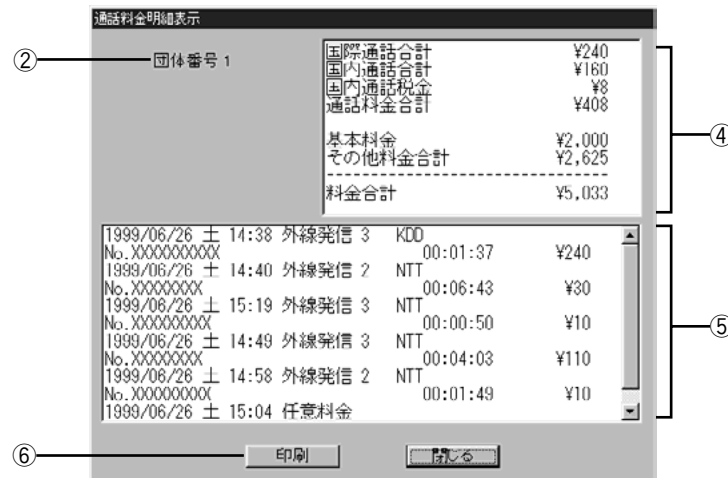 通話料金明細表示
② 団体番号 1
国際通話合計 ¥240
国内通話合計 ¥160
国内通話税金 ¥8
通話料金合計 ¥408
基本料金 ¥2,000
その他料金合計 ¥2,625
料金合計 ¥5,033
④
1999/06/26 土 14:38 外線発信 3 KDD
No.XXXXXXXXXX 00:01:37 ¥240
1999/06/26 土 14:40 外線発信 2 NTT
No.XXXXXXXX 00:06:43 ¥30
1999/06/26 土 15:19 外線発信 3 NTT
No.XXXXXXXXX 00:00:50 ¥10
1999/06/26 土 14:49 外線発信 3 NTT
No.XXXXXXXX 00:04:03 ¥110
1999/06/26 土 14:58 外線発信 2 NTT
No.XXXXXXXXX 00:01:49 ¥10
1999/06/26 土 15:04 任意料金
⑤
⑥ 印刷 閉じる